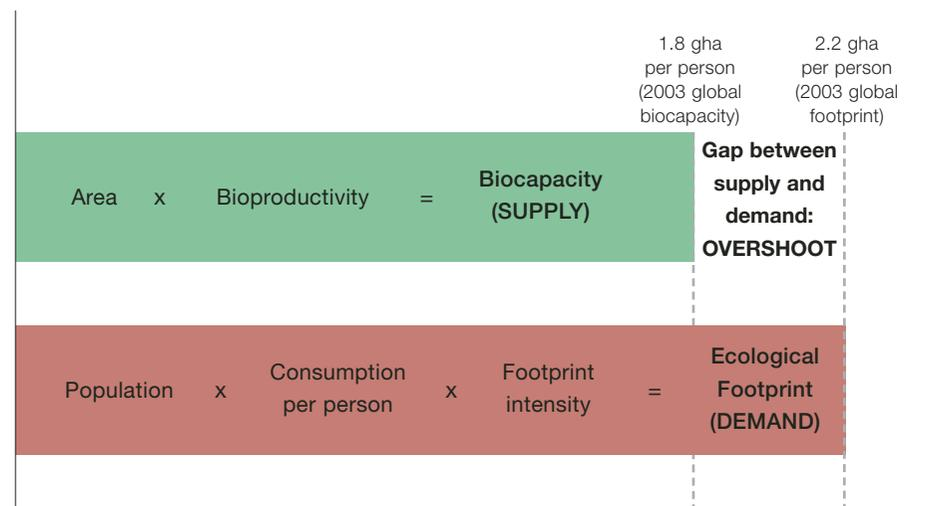 1.8 gha
per person
(2003 global
biocapacity)
2.2 gha
per person
(2003 global
footprint)
Gap between
supply and
demand:
OVERSHOOT
Area x Bioproductivity = Biocapacity
(SUPPLY)
Population x Consumption
per person x Footprint
intensity = Ecological
Footprint
(DEMAND)